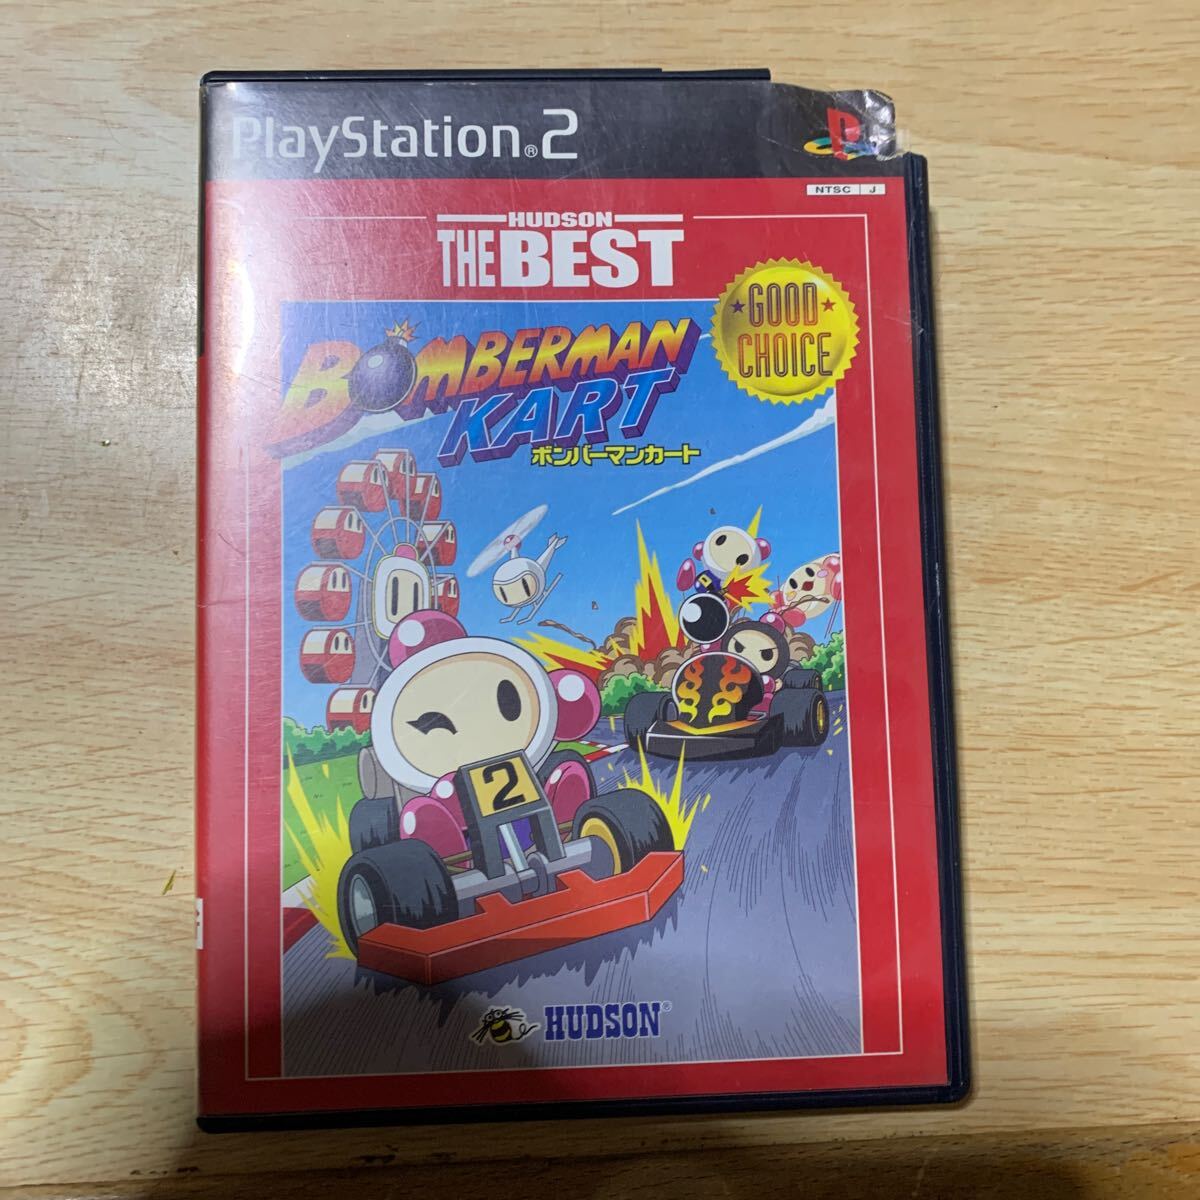 PlayStation®2
NTSC J
HUDSON
THE BEST
GOOD
CHOICE
BOMBERMAN
KART
ボンバーマンカート
2
HUDSON®